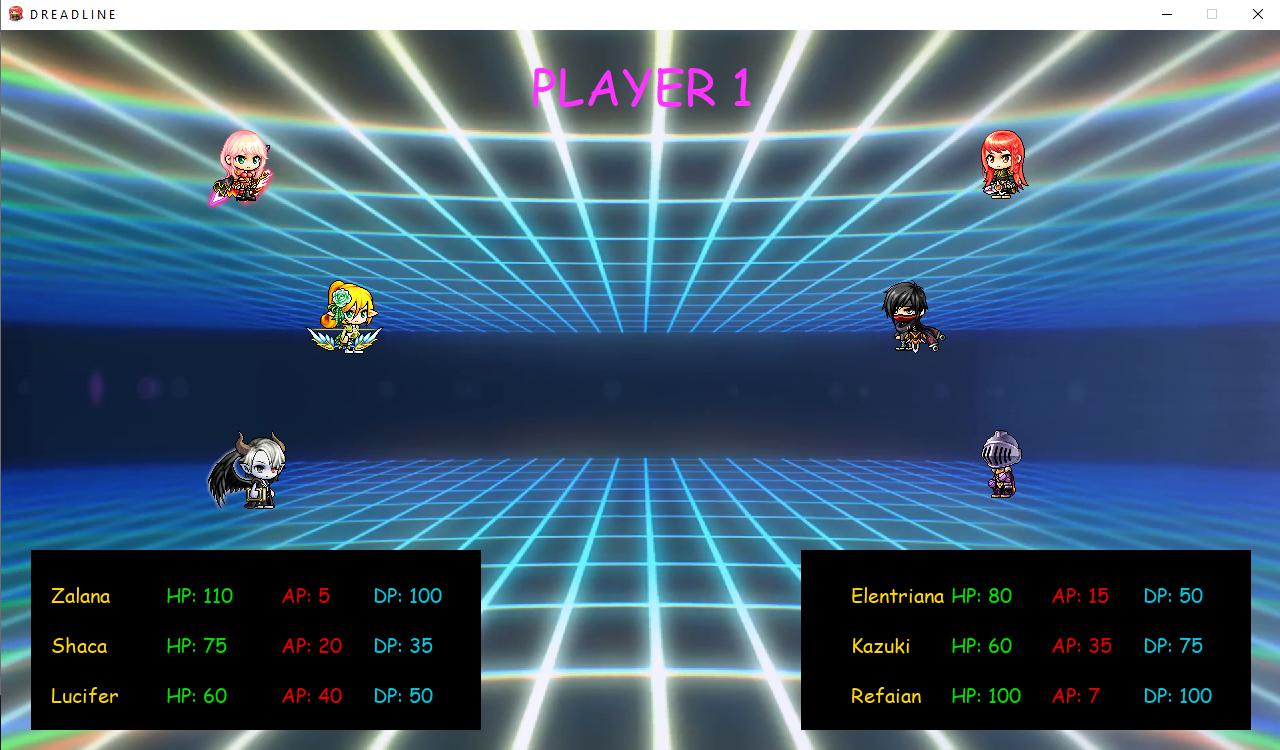 DREADLINE
PLAYER 1
Zalana HP: 110 AP: 5 DP: 100
Shaca HP: 75 AP: 20 DP: 35
Lucifer HP: 60 AP: 40 DP: 50
Elentriana HP: 80 AP: 15 DP: 50
Kazuki HP: 60 AP: 35 DP: 75
Refaian HP: 100 AP: 7 DP: 100